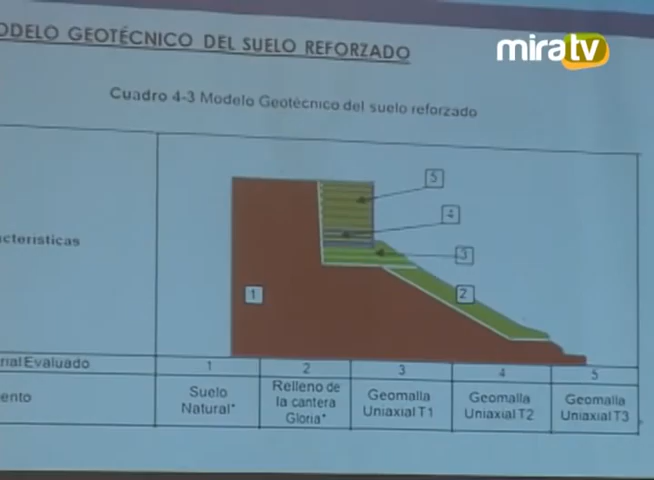 MODELO GEOTÉCNICO DEL SUELO REFORZADO
miratv
Cuadro 4-3 Modelo Geotécnico del suelo reforzado
5
4
3
2
1
acterísticas
rial Evaluado 1 2 3 4 5
ento
Suelo Natural*
Relleno de la cantera Gloria*
Geomalla Uniaxial T1
Geomalla Uniaxial T2
Geomalla Uniaxial T3